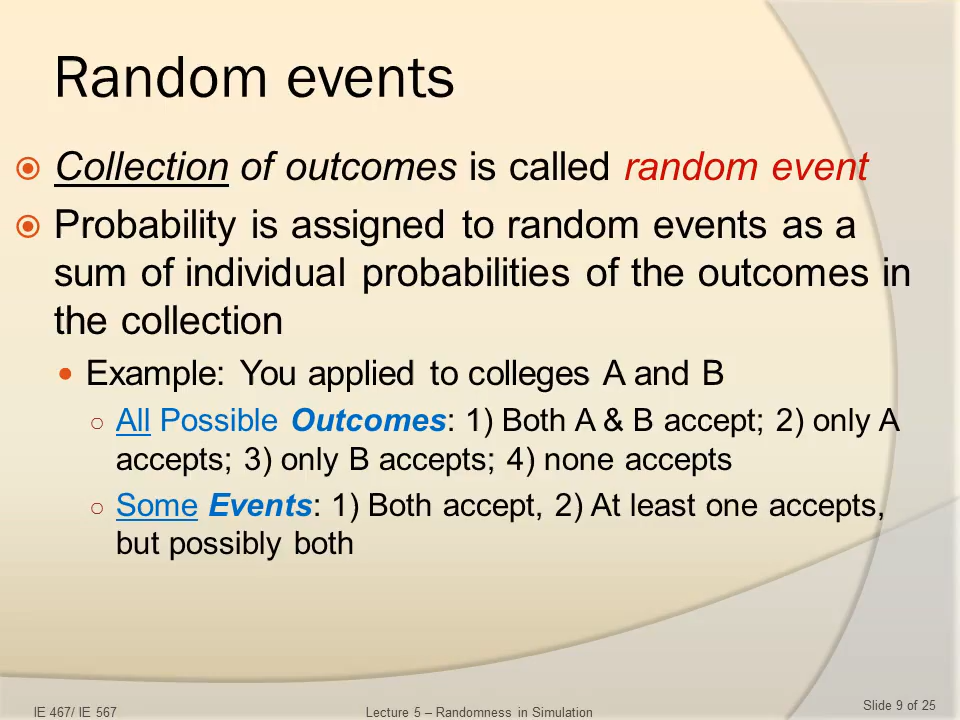 Random events
Collection of outcomes is called random event
Probability is assigned to random events as a
sum of individual probabilities of the outcomes in
the collection
Example: You applied to colleges A and B
All Possible Outcomes: 1) Both A & B accept; 2) only A
accepts; 3) only B accepts; 4) none accepts
Some Events: 1) Both accept, 2) At least one accepts,
but possibly both
IE 467/ IE 567
Lecture 5 – Randomness in Simulation
Slide 9 of 25